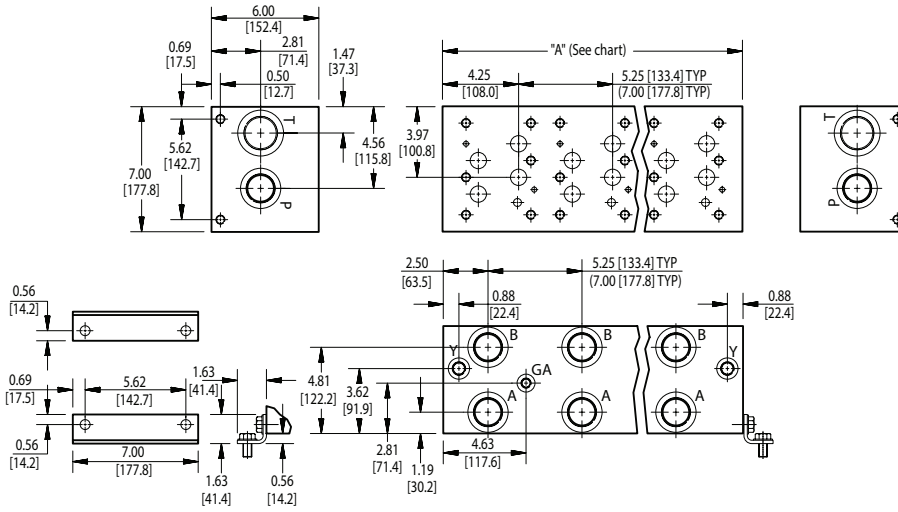 6.00
[152.4]
2.81
[71.4]
0.69
[17.5]
0.50
[12.7]
1.47
[37.3]
4.56
[115.8]
5.62
[142.7]
7.00
[177.8]
T
P
"A" (See chart)
4.25
[108.0]
5.25 [133.4] TYP
(7.00 [177.8] TYP)
3.97
[100.8]
T
P
0.56
[14.2]
0.69
[17.5]
5.62
[142.7]
0.56
[14.2]
7.00
[177.8]
1.63
[41.4]
1.63
[41.4]
0.56
[14.2]
2.50
[63.5]
5.25 [133.4] TYP
(7.00 [177.8] TYP)
0.88
[22.4]
0.88
[22.4]
4.81
[122.2]
3.62
[91.9]
2.81
[71.4]
1.19
[30.2]
4.63
[117.6]
B
B
B
Y
Y
GA
A
A
A